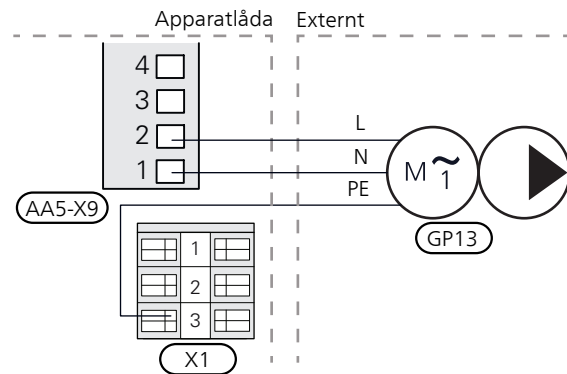 Apparatlåda Externt
4
3
2
1
L
N
PE
M ~
1
AA5-X9
GP13
1
2
3
X1